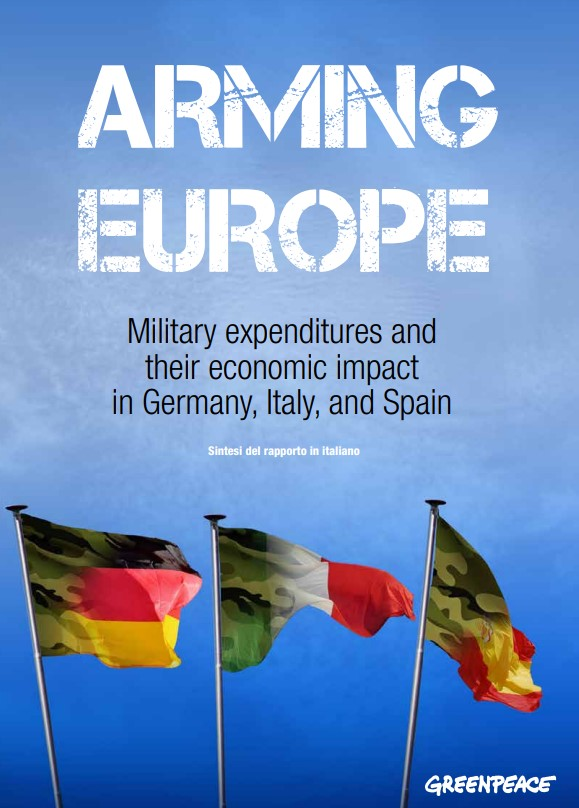 ARMING
EUROPE
Military expenditures and
their economic impact
in Germany, Italy, and Spain
Sintesi del rapporto in italiano
GREENPEACE